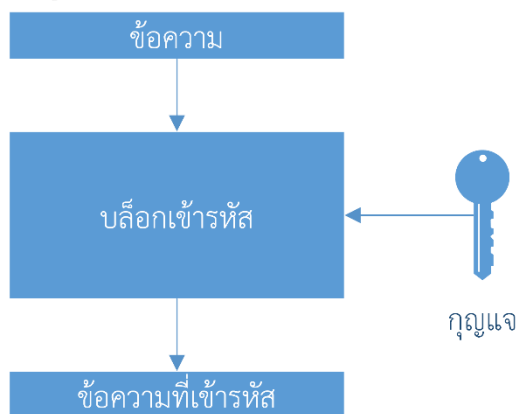 ข้อความ
บล็อกเข้ารหัส
กุญแจ
ข้อความที่เข้ารหัส